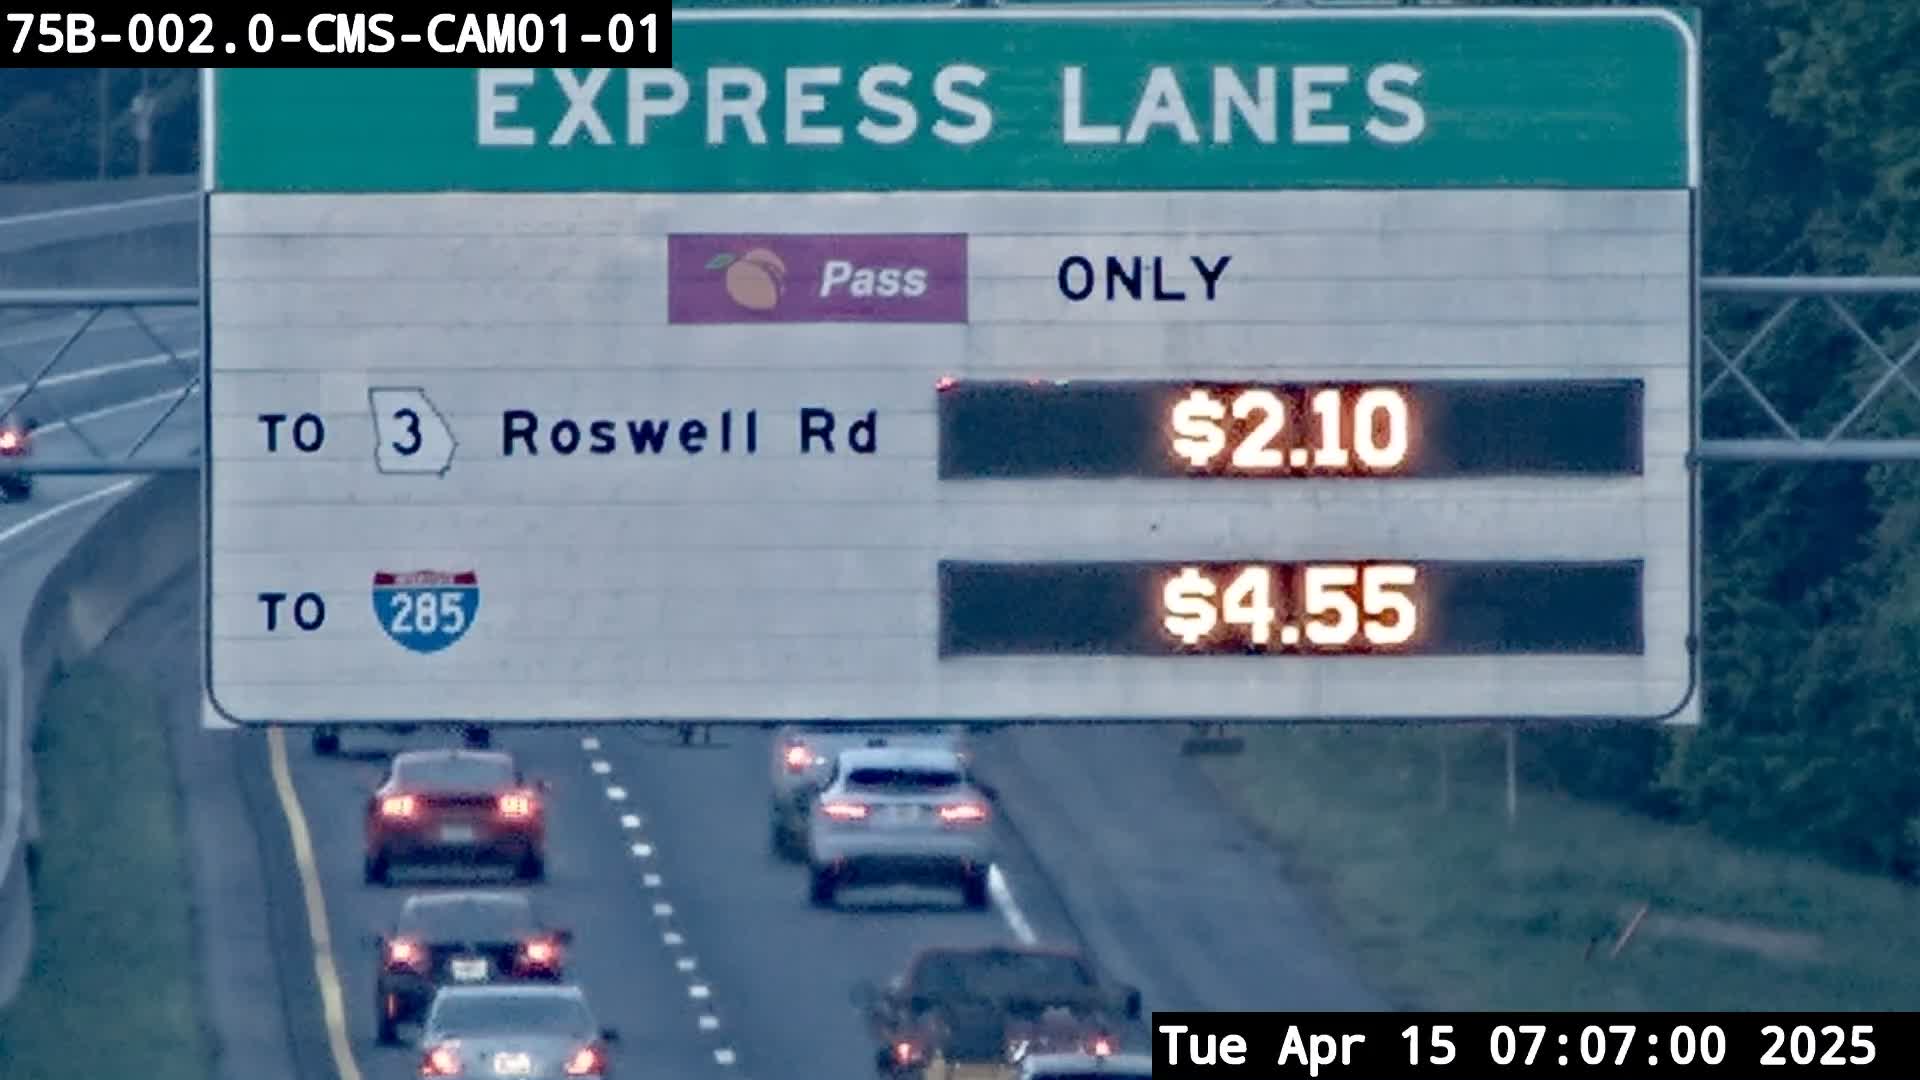 75B-002.0-CMS-CAM01-01
EXPRESS LANES
Pass ONLY
TO 3 Roswell Rd $2.10
TO 285 $4.55
Tue Apr 15 07:07:00 2025